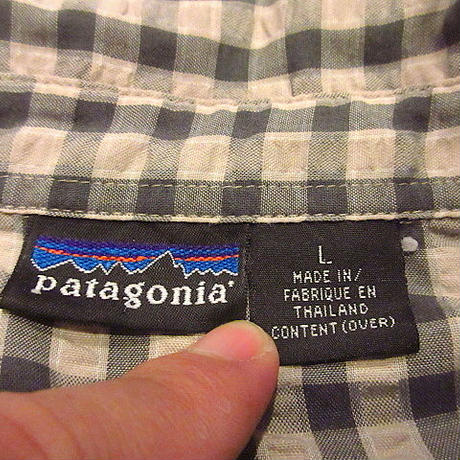 patagonia®
L
MADE IN/
FABRIQUE EN
THAILAND
CONTENT (OVER)